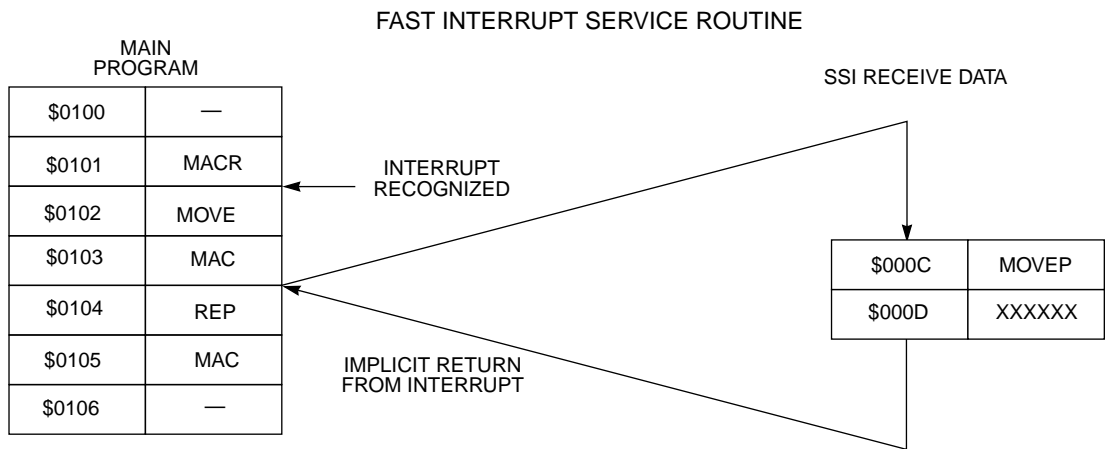 FAST INTERRUPT SERVICE ROUTINE
MAIN
PROGRAM
SSI RECEIVE DATA
$0100 —
$0101 MACR
INTERRUPT
RECOGNIZED
$0102 MOVE
$0103 MAC
$0104 REP
$0105 MAC
$0106 —
$000C MOVEP
$000D XXXXXX
IMPLICIT RETURN
FROM INTERRUPT